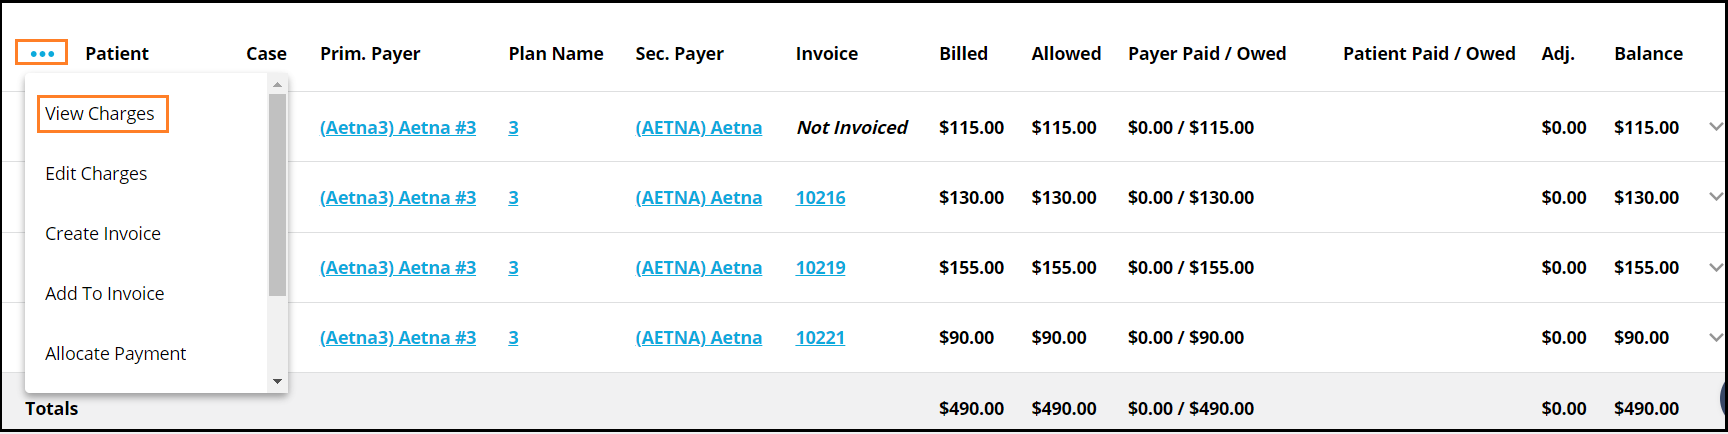 ••• Patient Case Prim. Payer Plan Name Sec. Payer Invoice Billed Allowed Payer Paid / Owed Patient Paid / Owed Adj. Balance
View Charges
(Aetna3) Aetna #3 3 (AETNA) Aetna Not Invoiced $115.00 $115.00 $0.00 / $115.00 $0.00 $115.00
Edit Charges
(Aetna3) Aetna #3 3 (AETNA) Aetna 10216 $130.00 $130.00 $0.00 / $130.00 $0.00 $130.00
Create Invoice
(Aetna3) Aetna #3 3 (AETNA) Aetna 10219 $155.00 $155.00 $0.00 / $155.00 $0.00 $155.00
Add To Invoice
(Aetna3) Aetna #3 3 (AETNA) Aetna 10221 $90.00 $90.00 $0.00 / $90.00 $0.00 $90.00
Allocate Payment
Totals $490.00 $490.00 $0.00 / $490.00 $0.00 $490.00